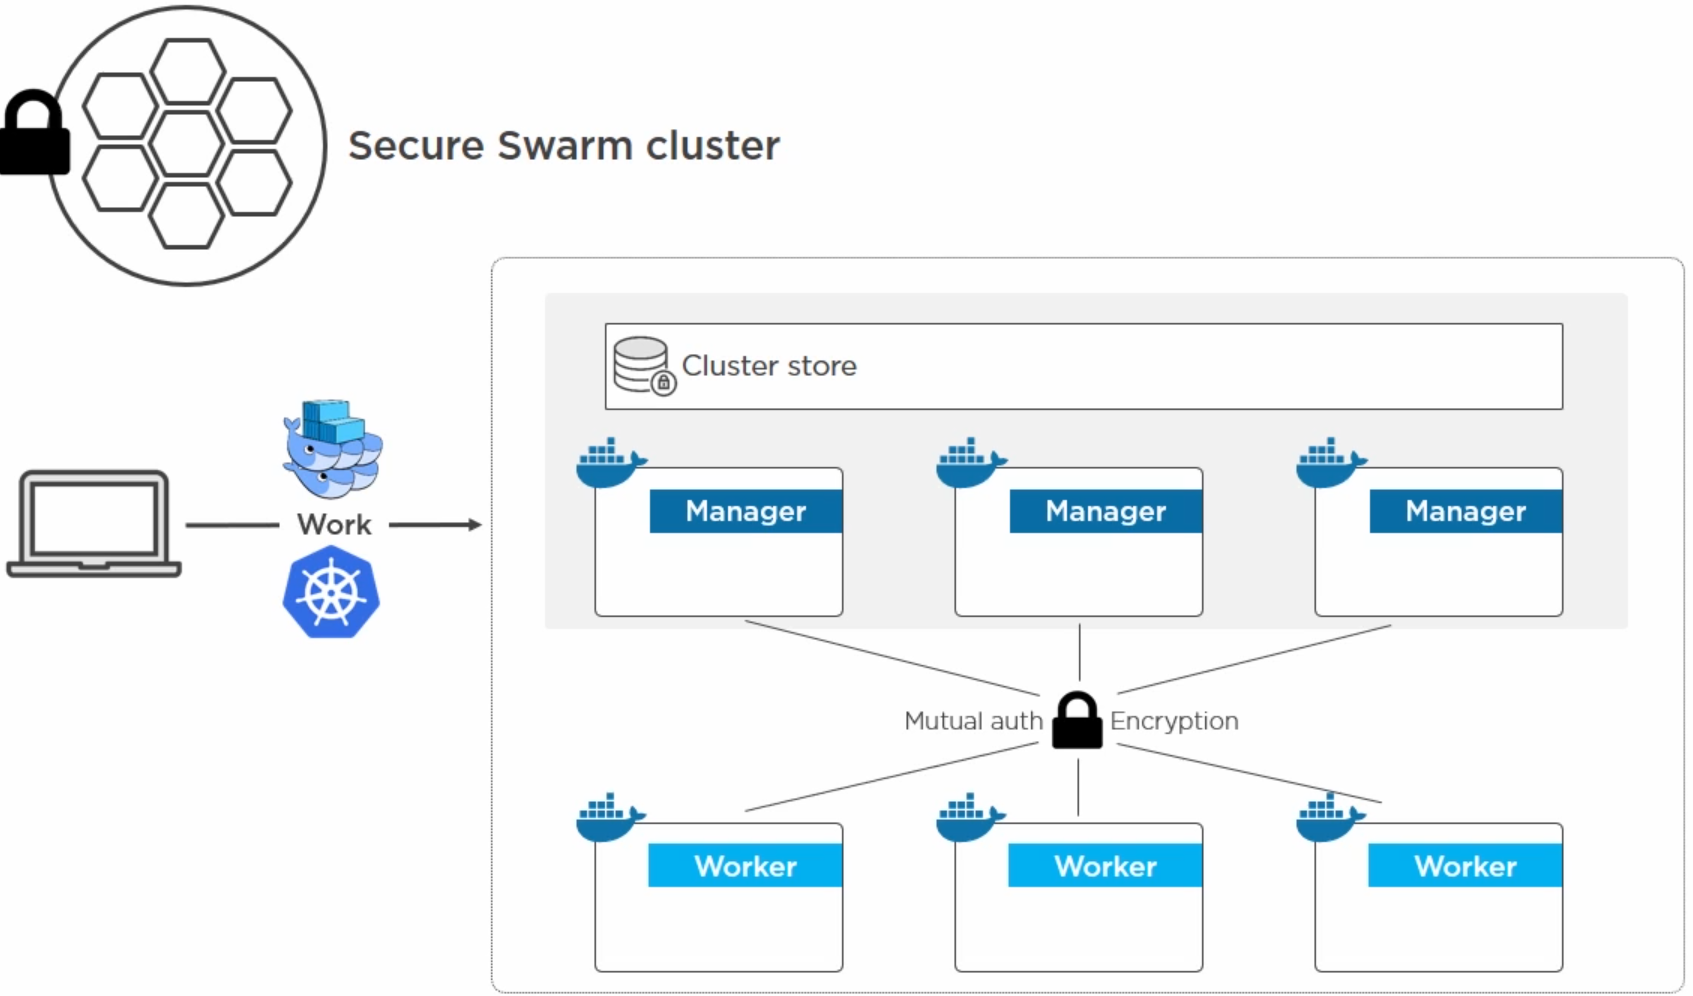 Secure Swarm cluster
Cluster store
Work
Manager
Manager
Manager
Mutual auth
Encryption
Worker
Worker
Worker